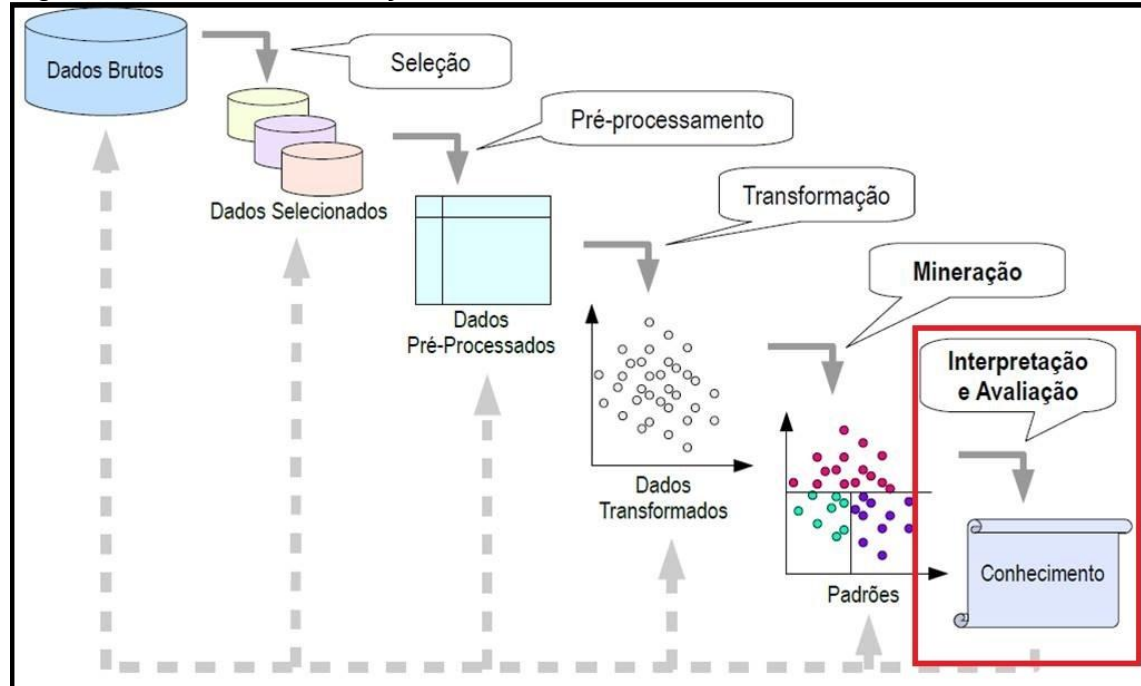 Dados Brutos
Seleção
Dados Selecionados
Pré-processamento
Dados
Pré-Processados
Transformação
Dados
Transformados
Mineração
Padrões
Interpretação
e Avaliação
Conhecimento